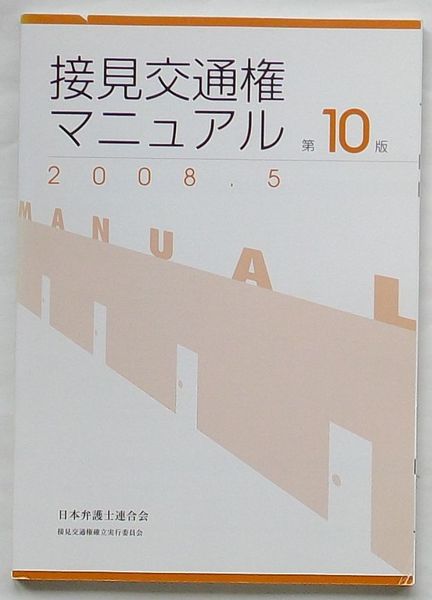 接見交通権
マニュアル 第10版
2008.5
MANUAL
日本弁護士連合会
接見交通権確立実行委員会